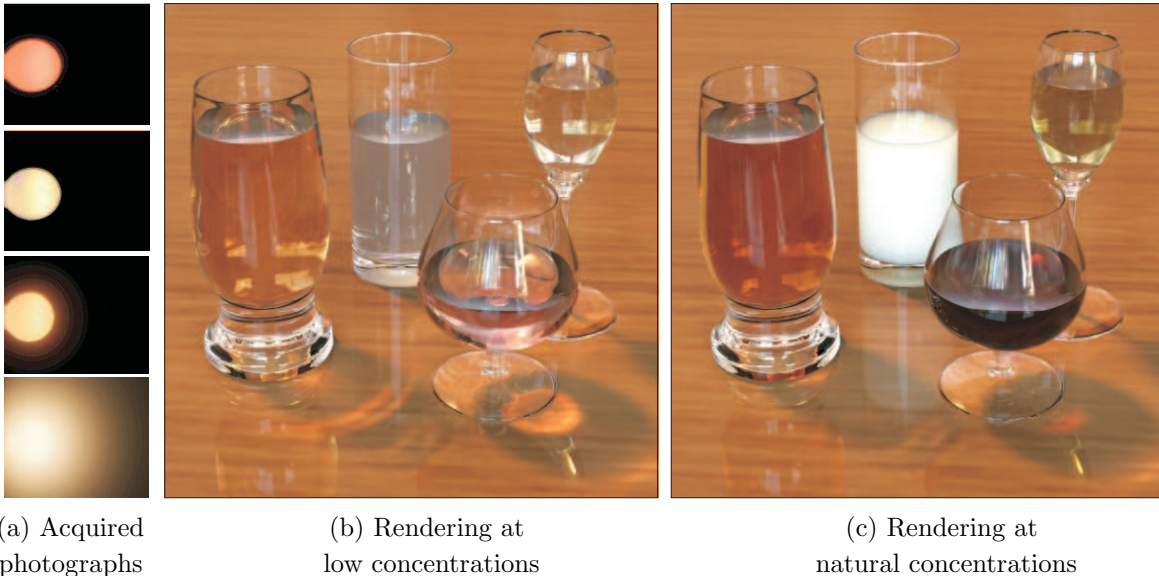 (a) Acquired
photographs
(b) Rendering at
low concentrations
(c) Rendering at
natural concentrations